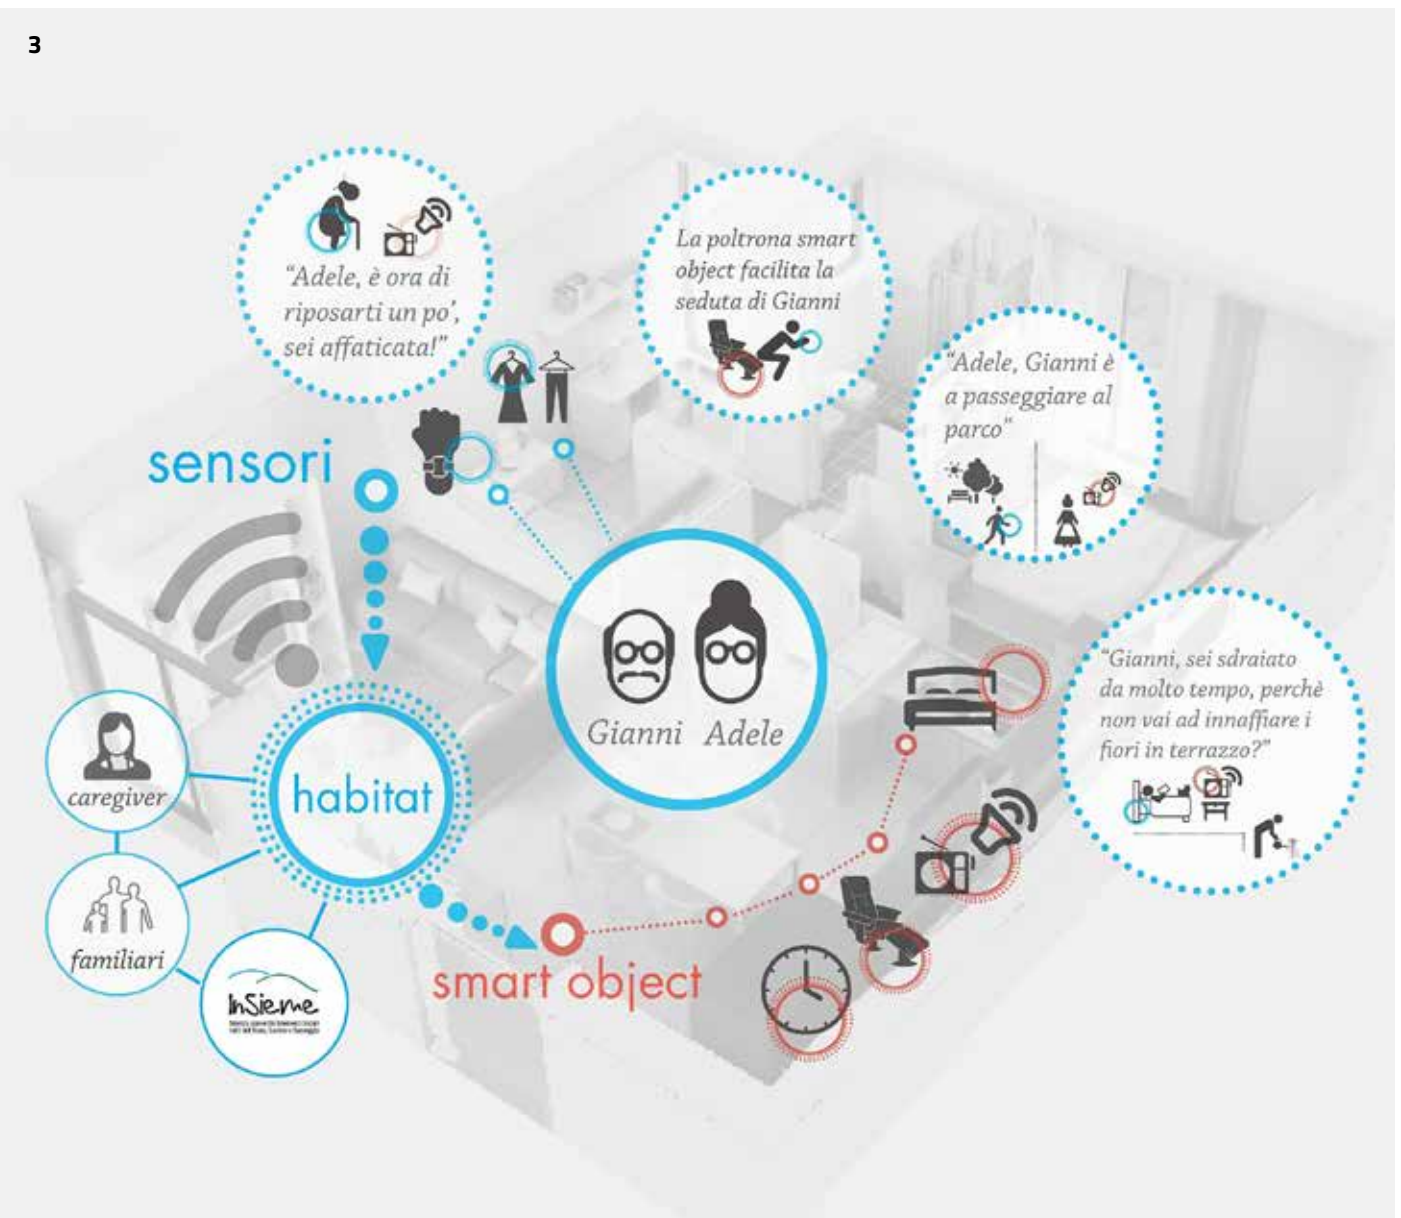 3
“Adele, è ora di
riposarti un po’,
sei affaticata!”
La poltrona smart
object facilita la
seduta di Gianni
“Adele, Gianni è
a passeggiare al
parco”
sensori
Gianni Adele
“Gianni, sei sdraiato
da molto tempo, perchè
non vai ad innaffiare i
fiori in terrazzo?”
caregiver
habitat
familiari
InSieme
smart object